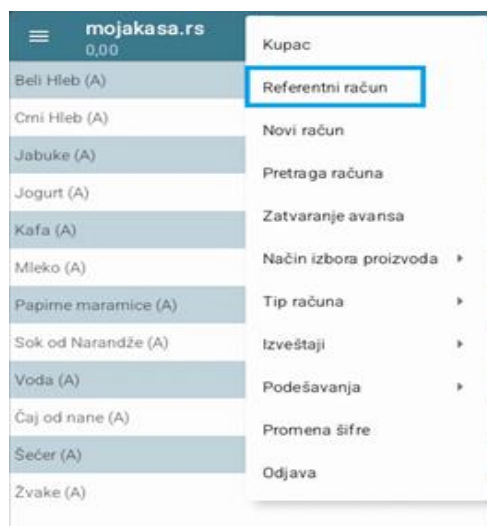 mojakasa.rs
0,00
Beli Hleb (A)
Crni Hleb (A)
Jabuke (A)
Jogurt (A)
Kafa (A)
Mleko (A)
Papirne maramice (A)
Sok od Narandže (A)
Voda (A)
Čaj od nane (A)
Šećer (A)
Žvake (A)
Kupac
Referentni račun
Novi račun
Pretraga računa
Zatvaranje avansa
Način izbora proizvoda
Tip računa
Izveštaji
Podešavanja
Promena šifre
Odjava